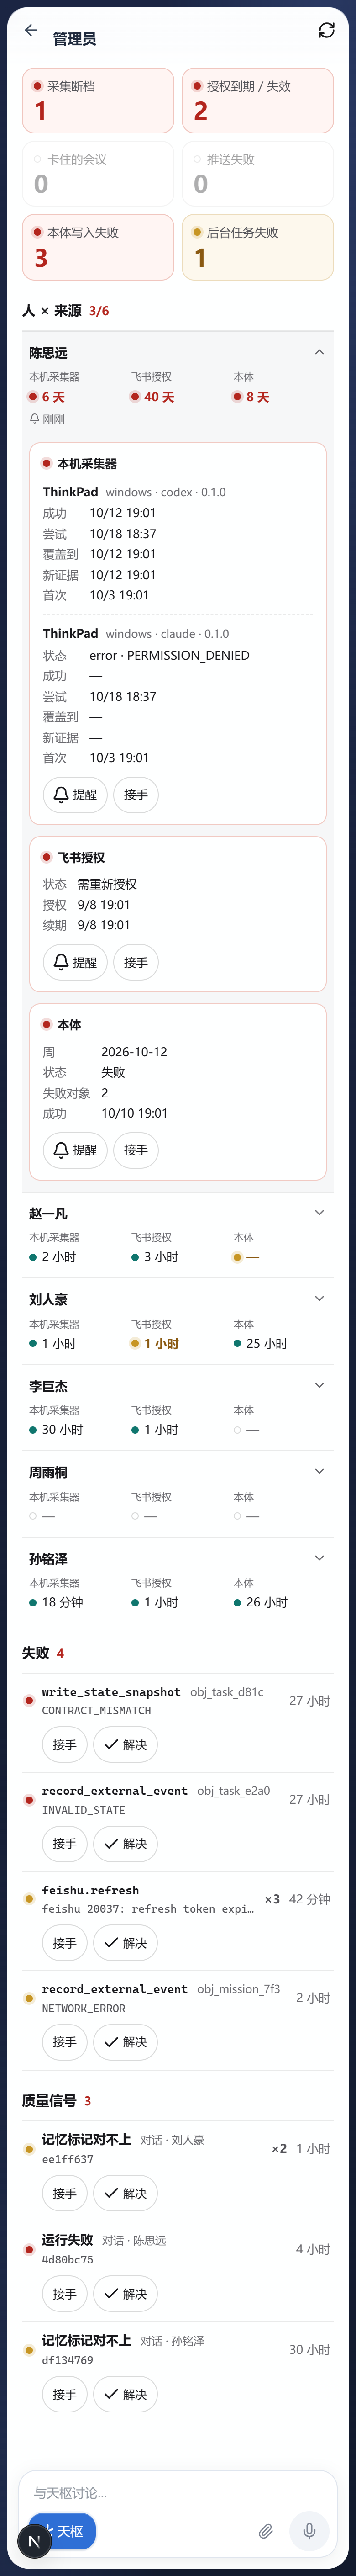 管理员
采集断档
1
授权到期 / 失效
2
卡住的会议
0
推送失败
0
本体写入失败
3
后台任务失败
1
人 × 来源 3/6
陈思远
本机采集器 飞书授权 本体
6 天 40 天 8 天
刚刚
本机采集器
ThinkPad windows · codex · 0.1.0
成功 10/12 19:01
尝试 10/18 18:37
覆盖到 10/12 19:01
新证据 10/12 19:01
首次 10/3 19:01
ThinkPad windows · claude · 0.1.0
状态 error · PERMISSION_DENIED
成功 —
尝试 10/18 18:37
覆盖到 —
新证据 —
首次 10/3 19:01
提醒 接手
飞书授权
状态 需重新授权
授权 9/8 19:01
续期 9/8 19:01
提醒 接手
本体
周 2026-10-12
状态 失败
失败对象 2
成功 10/10 19:01
提醒 接手
赵一凡
本机采集器 飞书授权 本体
2 小时 3 小时 —
刘人豪
本机采集器 飞书授权 本体
1 小时 1 小时 25 小时
李巨杰
本机采集器 飞书授权 本体
30 小时 1 小时 —
周雨桐
本机采集器 飞书授权 本体
— — —
孙铭泽
本机采集器 飞书授权 本体
18 分钟 1 小时 26 小时
失败 4
write_state_snapshot obj_task_d81c 27 小时
CONTRACT_MISMATCH
接手 解决
record_external_event obj_task_e2a0 27 小时
INVALID_STATE
接手 解决
feishu.refresh ×3 42 分钟
feishu 20037: refresh token expi…
接手 解决
record_external_event obj_mission_7f3 2 小时
NETWORK_ERROR
接手 解决
质量信号 3
记忆标记对不上 对话 · 刘人豪 ×2 1 小时
ee1ff637
接手 解决
运行失败 对话 · 陈思远 4 小时
4d80bc75
接手 解决
记忆标记对不上 对话 · 孙铭泽 30 小时
df134769
接手 解决
与天枢讨论…
N 天枢